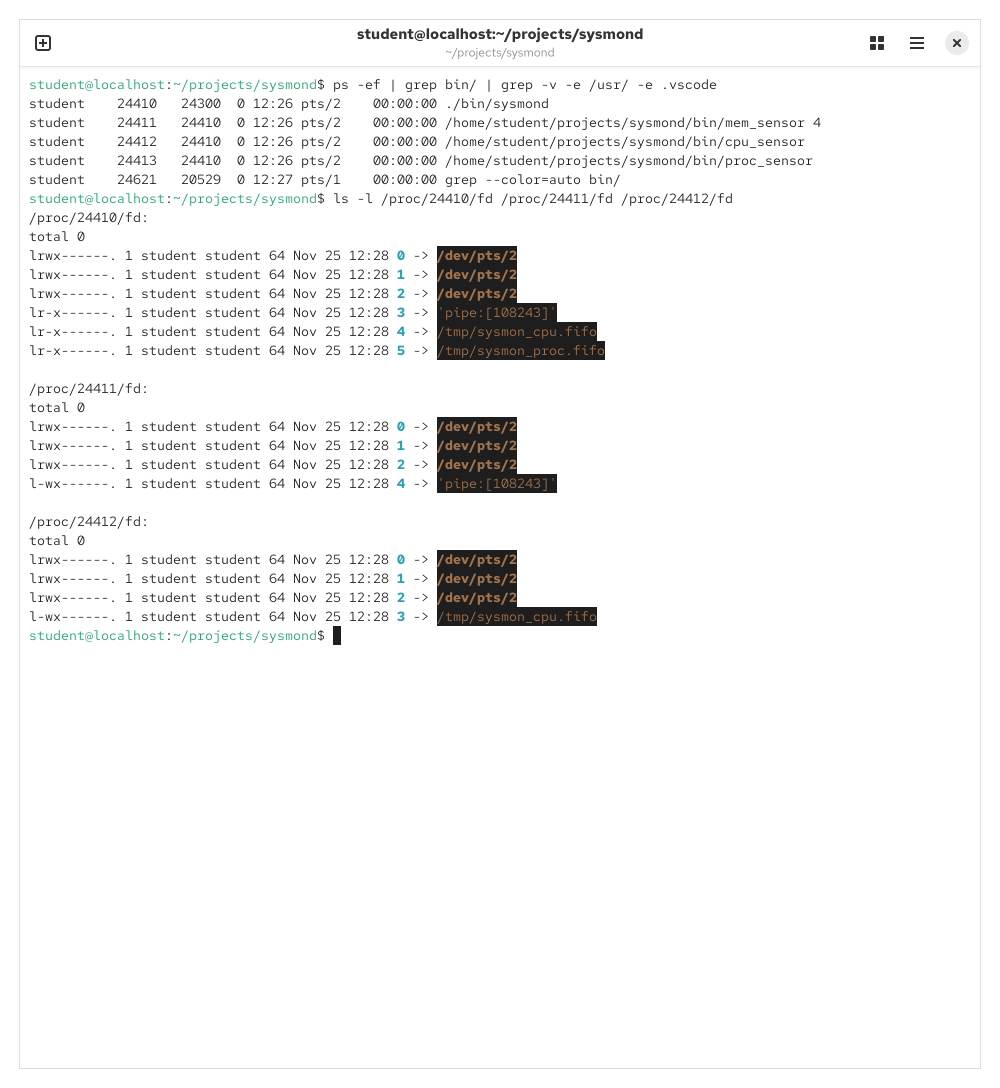 student@localhost:~/projects/sysmond
~/projects/sysmond
student@localhost:~/projects/sysmond$ ps -ef | grep bin/ | grep -v -e /usr/ -e .vscode
student    24410   24300  0 12:26 pts/2    00:00:00 ./bin/sysmond
student    24411   24410  0 12:26 pts/2    00:00:00 /home/student/projects/sysmond/bin/mem_sensor 4
student    24412   24410  0 12:26 pts/2    00:00:00 /home/student/projects/sysmond/bin/cpu_sensor
student    24413   24410  0 12:26 pts/2    00:00:00 /home/student/projects/sysmond/bin/proc_sensor
student    24621   20529  0 12:27 pts/1    00:00:00 grep --color=auto bin/
student@localhost:~/projects/sysmond$ ls -l /proc/24410/fd /proc/24411/fd /proc/24412/fd
/proc/24410/fd:
total 0
lrwx------. 1 student student 64 Nov 25 12:28 0 -> /dev/pts/2
lrwx------. 1 student student 64 Nov 25 12:28 1 -> /dev/pts/2
lrwx------. 1 student student 64 Nov 25 12:28 2 -> /dev/pts/2
lr-x------. 1 student student 64 Nov 25 12:28 3 -> 'pipe:[108243]'
lr-x------. 1 student student 64 Nov 25 12:28 4 -> /tmp/sysmon_cpu.fifo
lr-x------. 1 student student 64 Nov 25 12:28 5 -> /tmp/sysmon_proc.fifo
/proc/24411/fd:
total 0
lrwx------. 1 student student 64 Nov 25 12:28 0 -> /dev/pts/2
lrwx------. 1 student student 64 Nov 25 12:28 1 -> /dev/pts/2
lrwx------. 1 student student 64 Nov 25 12:28 2 -> /dev/pts/2
l-wx------. 1 student student 64 Nov 25 12:28 4 -> 'pipe:[108243]'
/proc/24412/fd:
total 0
lrwx------. 1 student student 64 Nov 25 12:28 0 -> /dev/pts/2
lrwx------. 1 student student 64 Nov 25 12:28 1 -> /dev/pts/2
lrwx------. 1 student student 64 Nov 25 12:28 2 -> /dev/pts/2
l-wx------. 1 student student 64 Nov 25 12:28 3 -> /tmp/sysmon_cpu.fifo
student@localhost:~/projects/sysmond$